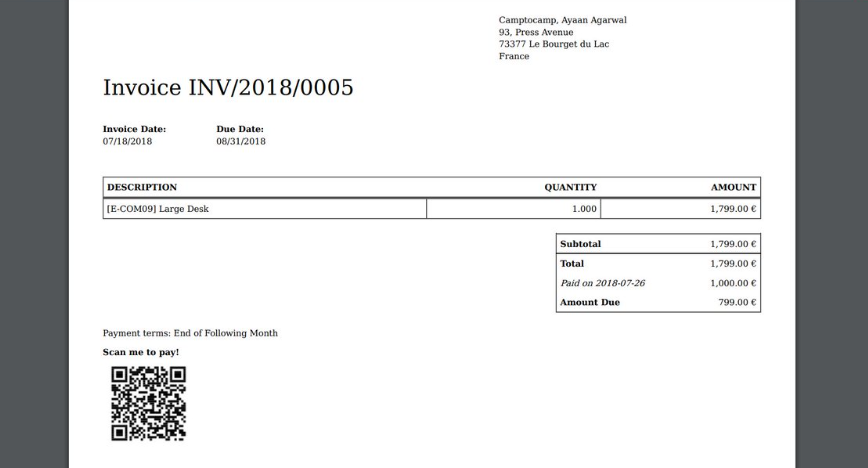 Camptocamp, Ayaan Agarwal
93, Press Avenue
73377 Le Bourget du Lac
France
Invoice INV/2018/0005
Invoice Date: Due Date:
07/18/2018 08/31/2018
DESCRIPTION QUANTITY AMOUNT
[E-COM09] Large Desk 1.000 1,799.00 €
Subtotal 1,799.00 €
Total 1,799.00 €
Paid on 2018-07-26 1,000.00 €
Amount Due 799.00 €
Payment terms: End of Following Month
Scan me to pay!